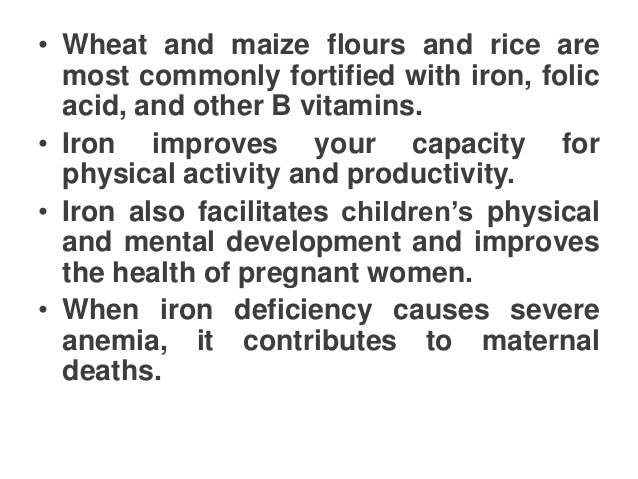 • Wheat and maize flours and rice are
most commonly fortified with iron, folic
acid, and other B vitamins.
• Iron improves your capacity for
physical activity and productivity.
• Iron also facilitates children’s physical
and mental development and improves
the health of pregnant women.
• When iron deficiency causes severe
anemia, it contributes to maternal
deaths.